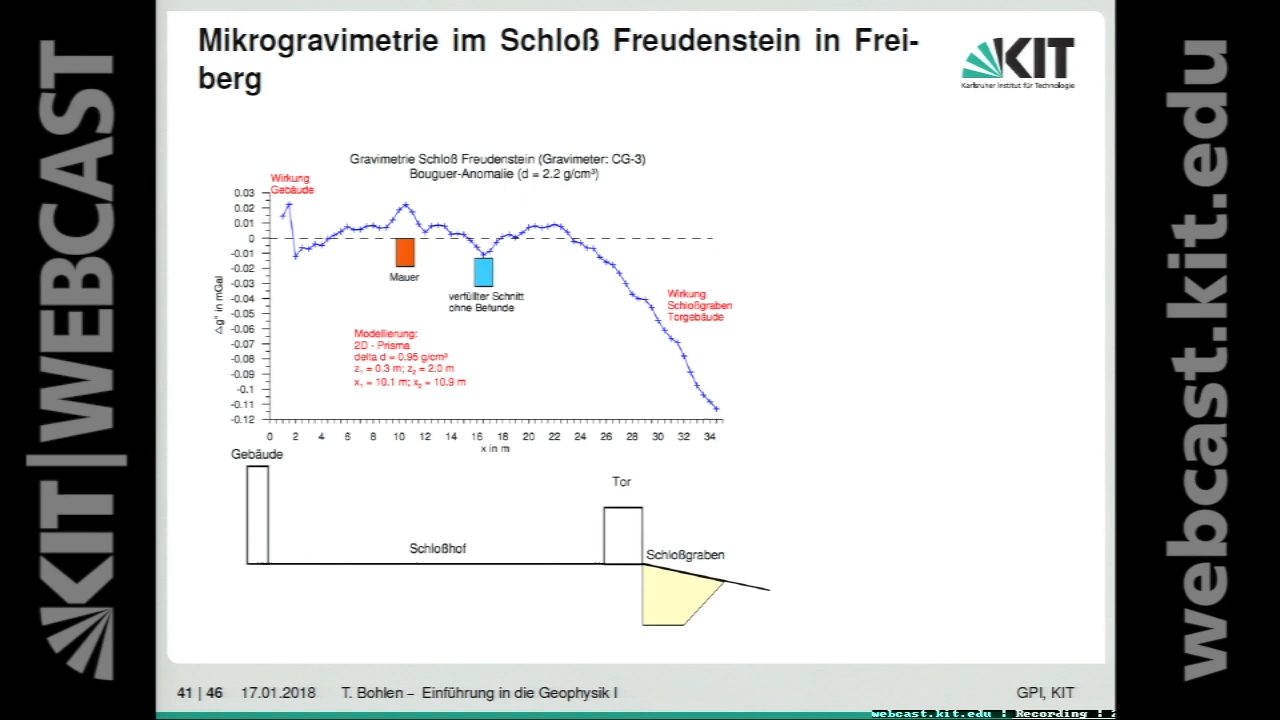 Mikrogravimetrie im Schloß Freudenstein in Frei-
berg
KIT
Karlsruher Institut für Technologie
KIT|WEBCAST
webcast.kit.edu
Gravimetrie Schloß Freudenstein (Gravimeter: CG-3)
Bouguer-Anomalie (d = 2.2 g/cm³)
Wirkung
Gebäude
0.03
0.02
0.01
0
-0.01
-0.02
-0.03
-0.04
-0.05
-0.06
-0.07
-0.08
-0.09
-0.1
-0.11
-0.12
Δg" in mGal
Mauer
verfüllter Schnitt
ohne Befunde
Wirkung
Schloßgraben
Torgebäude
Modellierung:
2D - Prisma
delta d = 0.95 g/cm³
z₁ = 0.3 m; z₂ = 2.0 m
x₁ = 10.1 m; x₂ = 10.9 m
0 2 4 6 8 10 12 14 16 18 20 22 24 26 28 30 32 34
x in m
Gebäude
Tor
Schloßhof
Schloßgraben
41 | 46 17.01.2018 T. Bohlen – Einführung in die Geophysik I GPI, KIT
webcast.kit.edu : Recording :